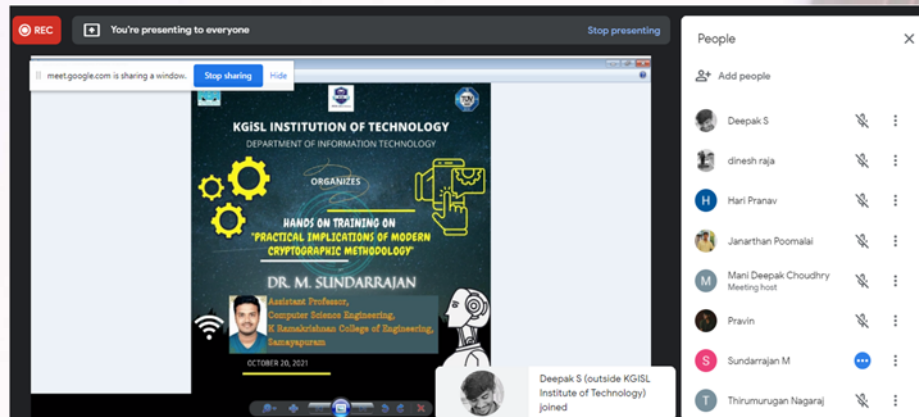 REC
You're presenting to everyone
Stop presenting
meet.google.com is sharing a window.
Stop sharing
Hide
KGiSL INSTITUTION OF TECHNOLOGY
DEPARTMENT OF INFORMATION TECHNOLOGY
ORGANIZES
HANDS ON TRAINING ON
"PRACTICAL IMPLICATIONS OF MODERN
CRYPTOGRAPHIC METHODOLOGY"
DR. M. SUNDARRAJAN
Assistant Professor,
Computer Science Engineering,
K Ramakrishnan College of Engineering,
Samayapuram
OCTOBER 20, 2021
Deepak S (outside KGISL
Institute of Technology)
joined
People
Add people
Deepak S
dinesh raja
H
Hari Pranav
Janarthan Poomalai
M
Mani Deepak Choudhry
Meeting host
Pravin
S
Sundarrajan M
T
Thirumurugan Nagaraj